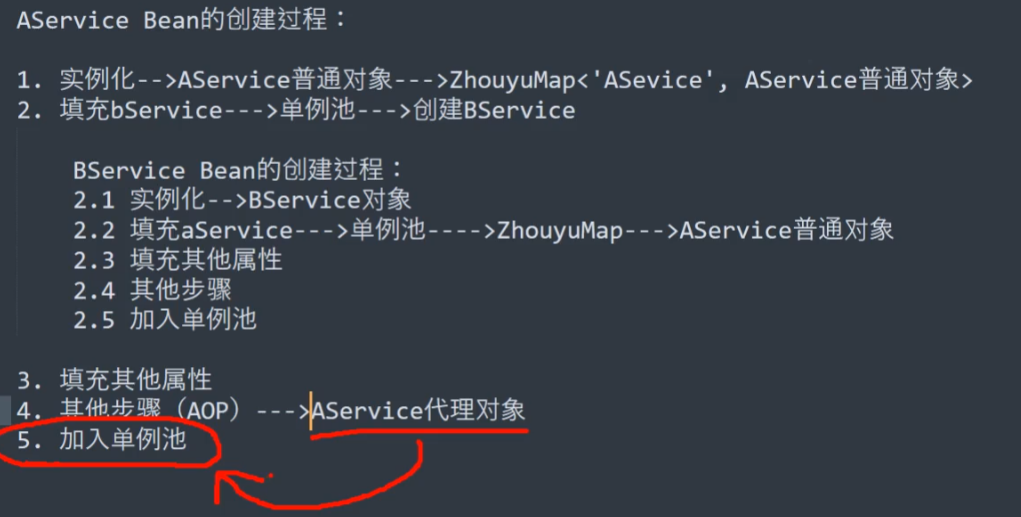 AService Bean的创建过程：
1. 实例化-->AService普通对象--->ZhouyuMap<'ASevice', AService普通对象>
2. 填充bService--->单例池--->创建BService
BService Bean的创建过程：
2.1 实例化-->BService对象
2.2 填充aService--->单例池---->ZhouyuMap--->AService普通对象
2.3 填充其他属性
2.4 其他步骤
2.5 加入单例池
3. 填充其他属性
4. 其他步骤（AOP）--->AService代理对象
5. 加入单例池